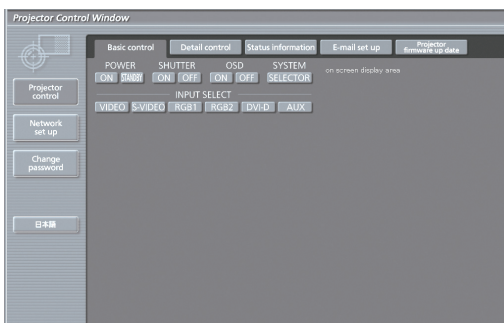 Projector Control Window
Basic control Detail control Status information E-mail set up Projector firmware up date
POWER SHUTTER OSD SYSTEM
on screen display area
ON STANDBY ON OFF ON OFF SELECTOR
INPUT SELECT
VIDEO S-VIDEO RGB1 RGB2 DVI-D AUX
Projector
control
Network
set up
Change
password
日本語